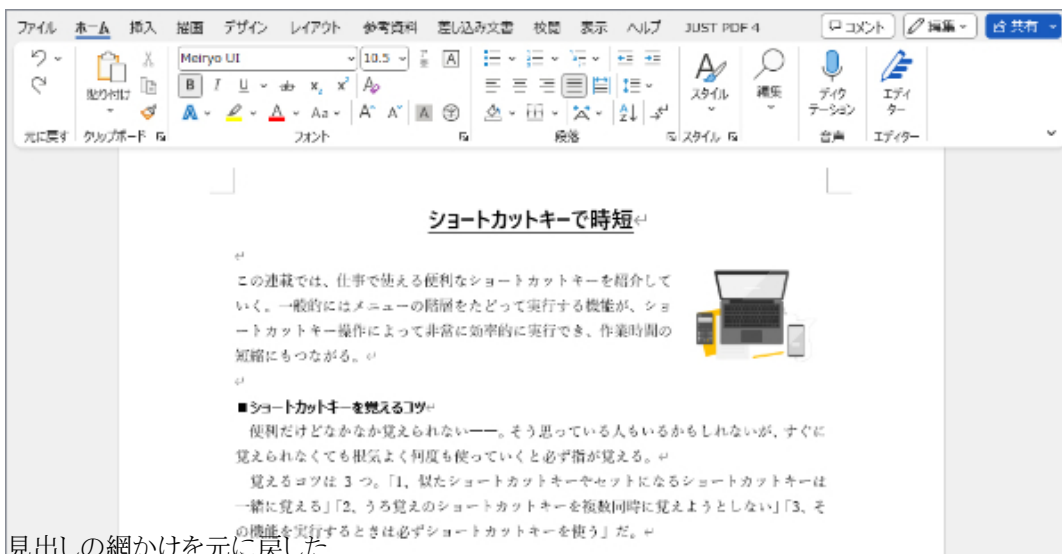 ファイル ホーム 挿入 描画 デザイン レイアウト 参考資料 差し込み文書 校閲 表示 ヘルプ JUST PDF 4 コメント 編集 共有
Meiryo UI 10.5 A
貼り付け B I U ab x₂ x² A スタイル 編集 ディク エディ
A A Aa A A A テーション ター
元に戻す クリップボード フォント 段落 スタイル 音声 エディター
ショートカットキーで時短
この連載では、仕事で使える便利なショートカットキーを紹介して
いく。一般的にはメニューの階層をたどって実行する機能が、ショ
ートカットキー操作によって非常に効率的に実行でき、作業時間の
短縮にもつながる。
■ショートカットキーを覚えるコツ
便利だけどなかなか覚えられない――。そう思っている人もいるかもしれないが、すぐに
覚えられなくても根気よく何度も使っていくと必ず指が覚える。
覚えるコツは 3 つ。「1、似たショートカットキーやセットになるショートカットキーは
一緒に覚える」「2、うろ覚えのショートカットキーを複数同時に覚えようとしない」「3、そ
の機能を実行するときは必ずショートカットキーを使う」だ。
見出しの網かけを元に戻した